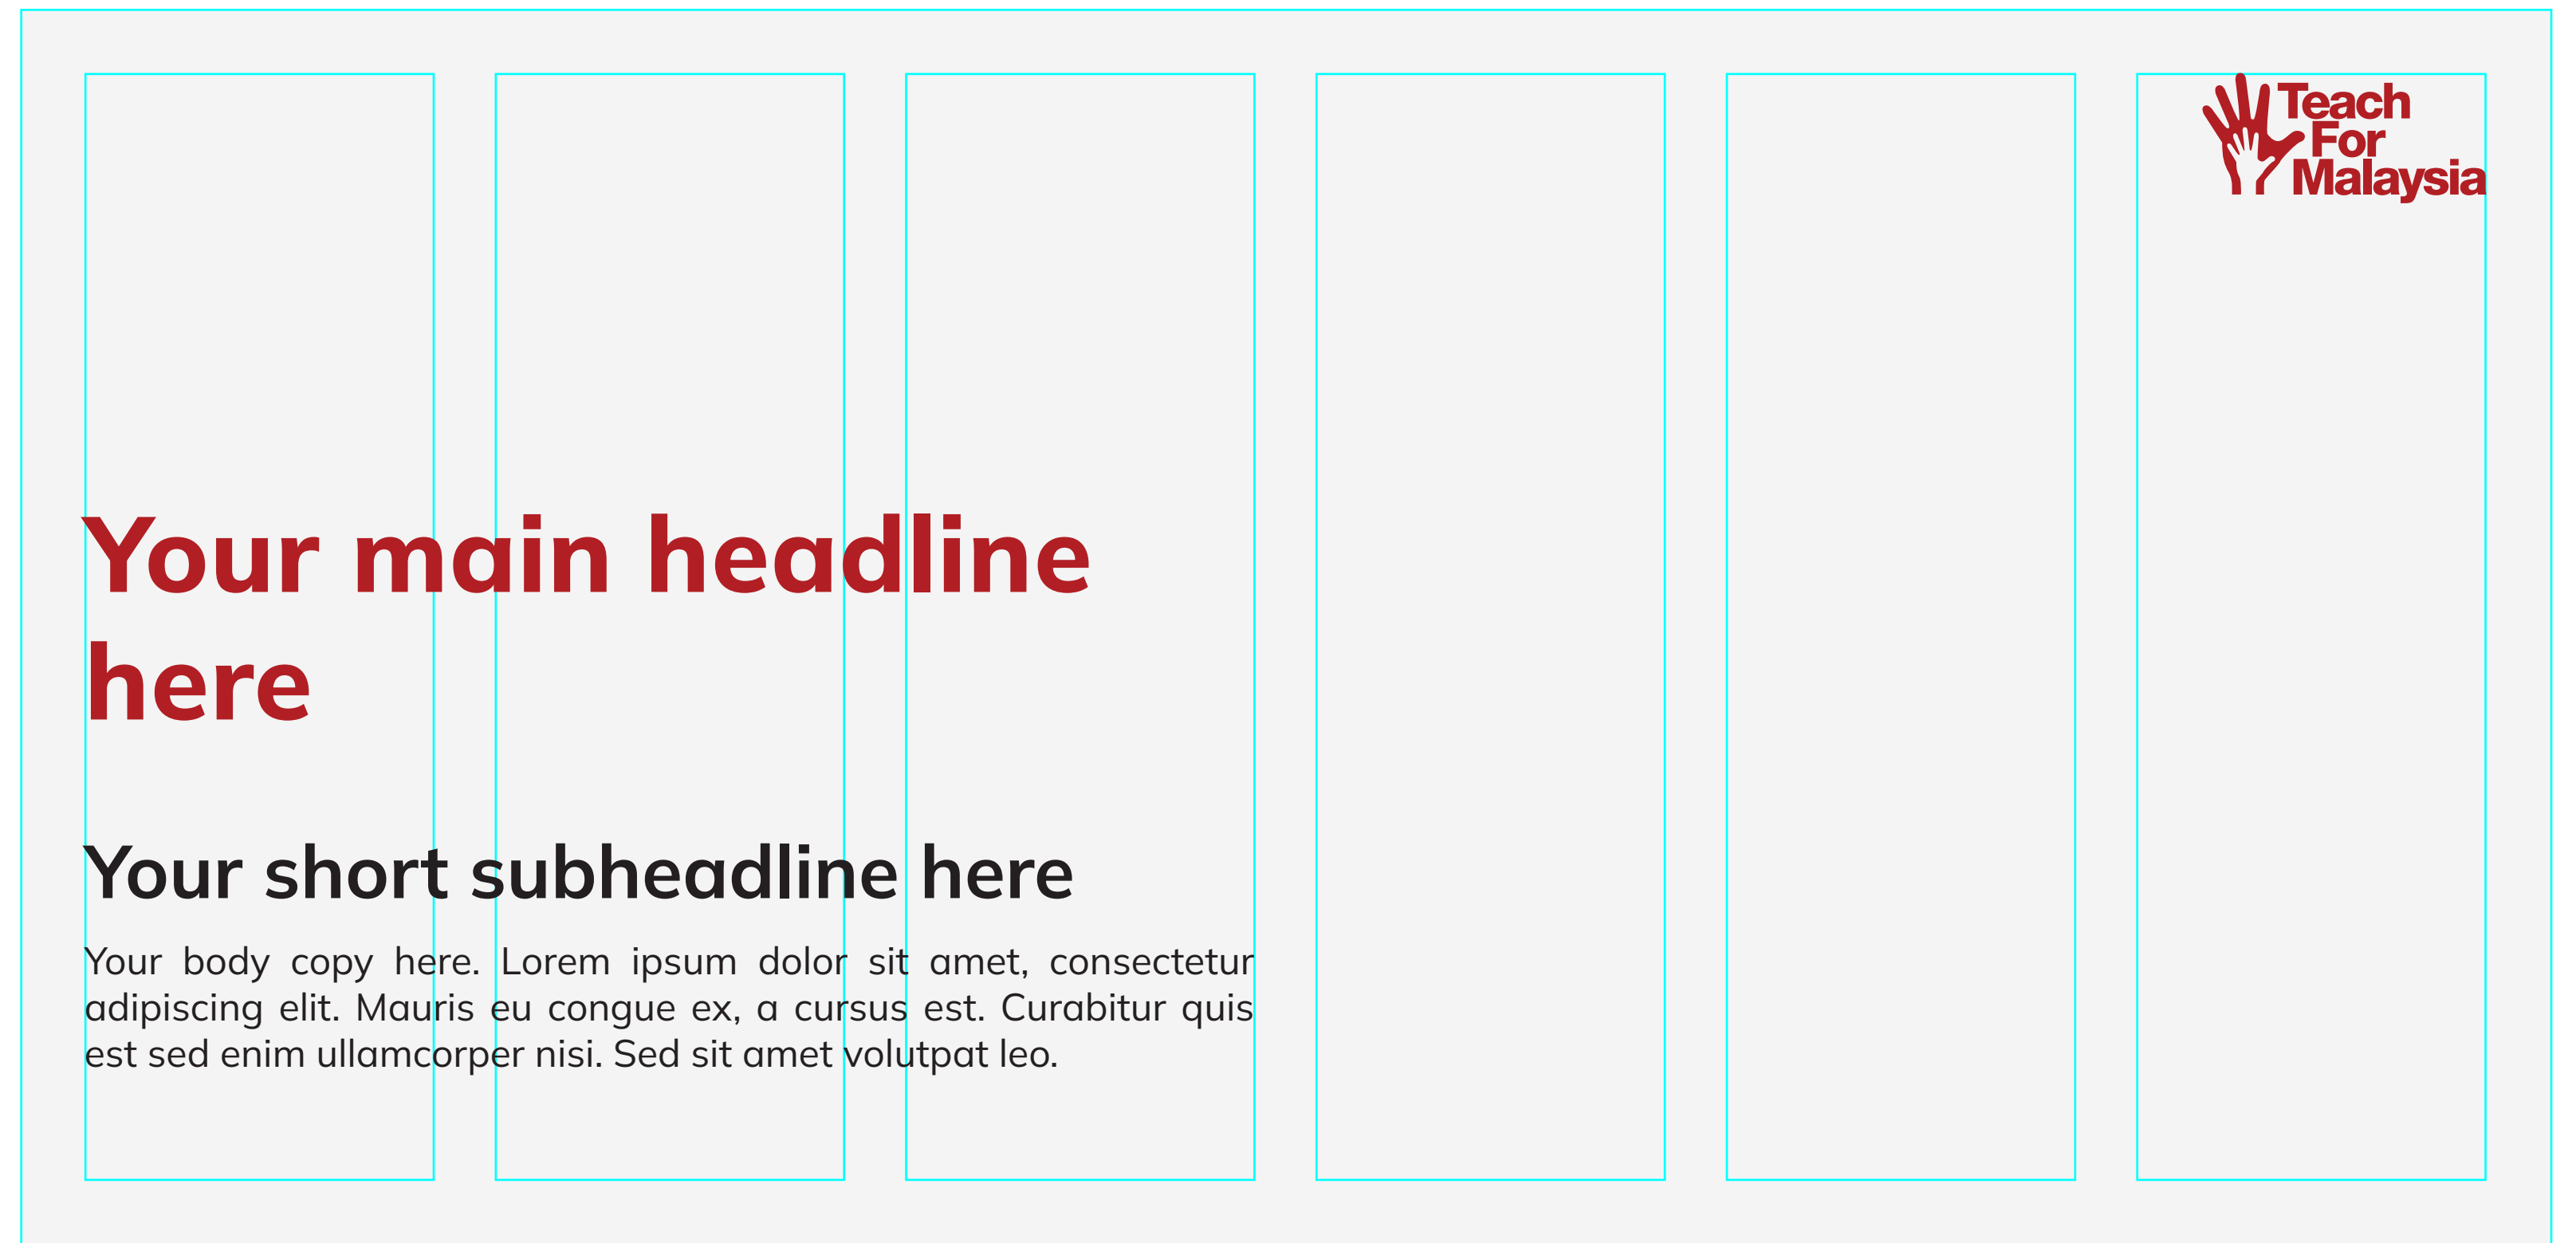 Teach
For
Malaysia
Your main headline
here
Your short subheadline here
Your body copy here. Lorem ipsum dolor sit amet, consectetur
adipiscing elit. Mauris eu congue ex, a cursus est. Curabitur quis
est sed enim ullamcorper nisi. Sed sit amet volutpat leo.